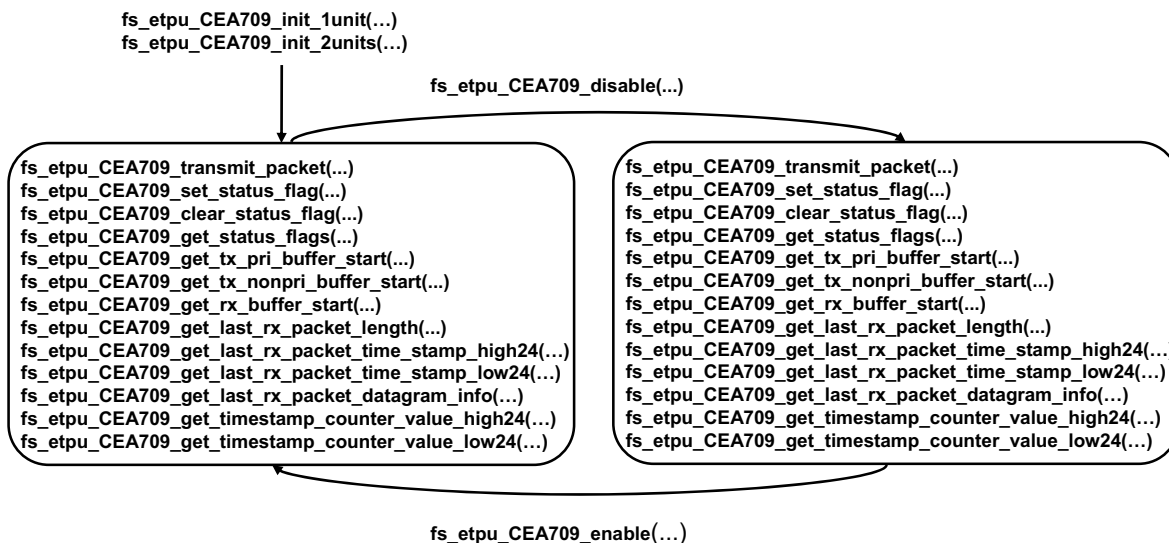 fs_etpu_CEA709_init_1unit(…)
fs_etpu_CEA709_init_2units(…)
fs_etpu_CEA709_disable(...)
fs_etpu_CEA709_transmit_packet(...)
fs_etpu_CEA709_set_status_flag(...)
fs_etpu_CEA709_clear_status_flag(...)
fs_etpu_CEA709_get_status_flags(...)
fs_etpu_CEA709_get_tx_pri_buffer_start(...)
fs_etpu_CEA709_get_tx_nonpri_buffer_start(...)
fs_etpu_CEA709_get_rx_buffer_start(...)
fs_etpu_CEA709_get_last_rx_packet_length(...)
fs_etpu_CEA709_get_last_rx_packet_time_stamp_high24(…)
fs_etpu_CEA709_get_last_rx_packet_time_stamp_low24(…)
fs_etpu_CEA709_get_last_rx_packet_datagram_info(…)
fs_etpu_CEA709_get_timestamp_counter_value_high24(…)
fs_etpu_CEA709_get_timestamp_counter_value_low24(…)
fs_etpu_CEA709_transmit_packet(...)
fs_etpu_CEA709_set_status_flag(...)
fs_etpu_CEA709_clear_status_flag(...)
fs_etpu_CEA709_get_status_flags(...)
fs_etpu_CEA709_get_tx_pri_buffer_start(...)
fs_etpu_CEA709_get_tx_nonpri_buffer_start(...)
fs_etpu_CEA709_get_rx_buffer_start(...)
fs_etpu_CEA709_get_last_rx_packet_length(...)
fs_etpu_CEA709_get_last_rx_packet_time_stamp_high24(…)
fs_etpu_CEA709_get_last_rx_packet_time_stamp_low24(…)
fs_etpu_CEA709_get_last_rx_packet_datagram_info(…)
fs_etpu_CEA709_get_timestamp_counter_value_high24(…)
fs_etpu_CEA709_get_timestamp_counter_value_low24(…)
fs_etpu_CEA709_enable(…)